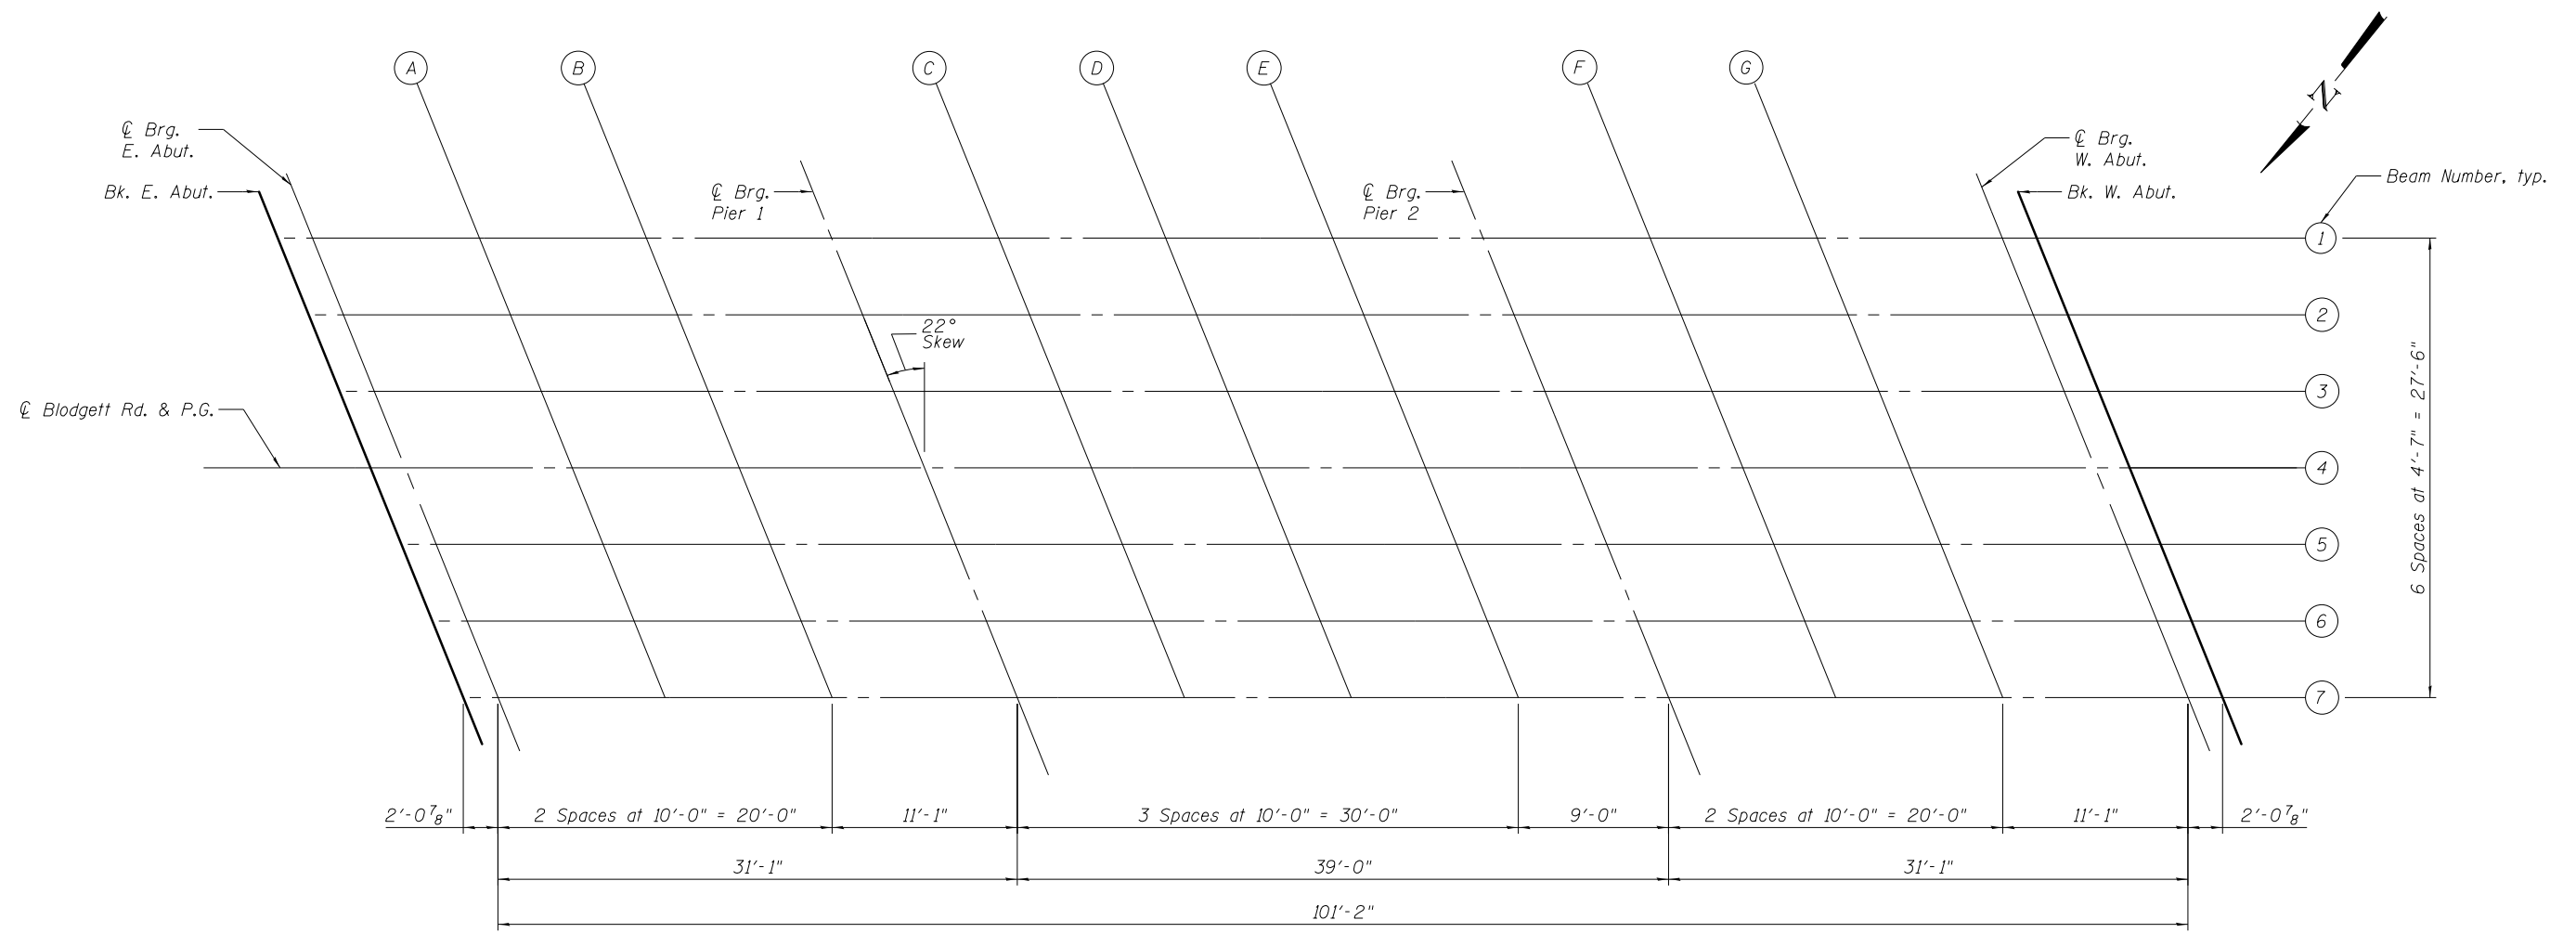 A
B
C
D
E
F
G
N
℄ Brg.
E. Abut.
Bk. E. Abut.
℄ Brg.
Pier 1
℄ Brg.
Pier 2
℄ Brg.
W. Abut.
Bk. W. Abut.
Beam Number, typ.
1
2
22°
Skew
3
℄ Blodgett Rd. & P.G.
4
5
6
7
6 Spaces at 4'-7" = 27'-6"
2'-0⅞"
2 Spaces at 10'-0" = 20'-0"
11'-1"
3 Spaces at 10'-0" = 30'-0"
9'-0"
2 Spaces at 10'-0" = 20'-0"
11'-1"
2'-0⅞"
31'-1"
39'-0"
31'-1"
101'-2"